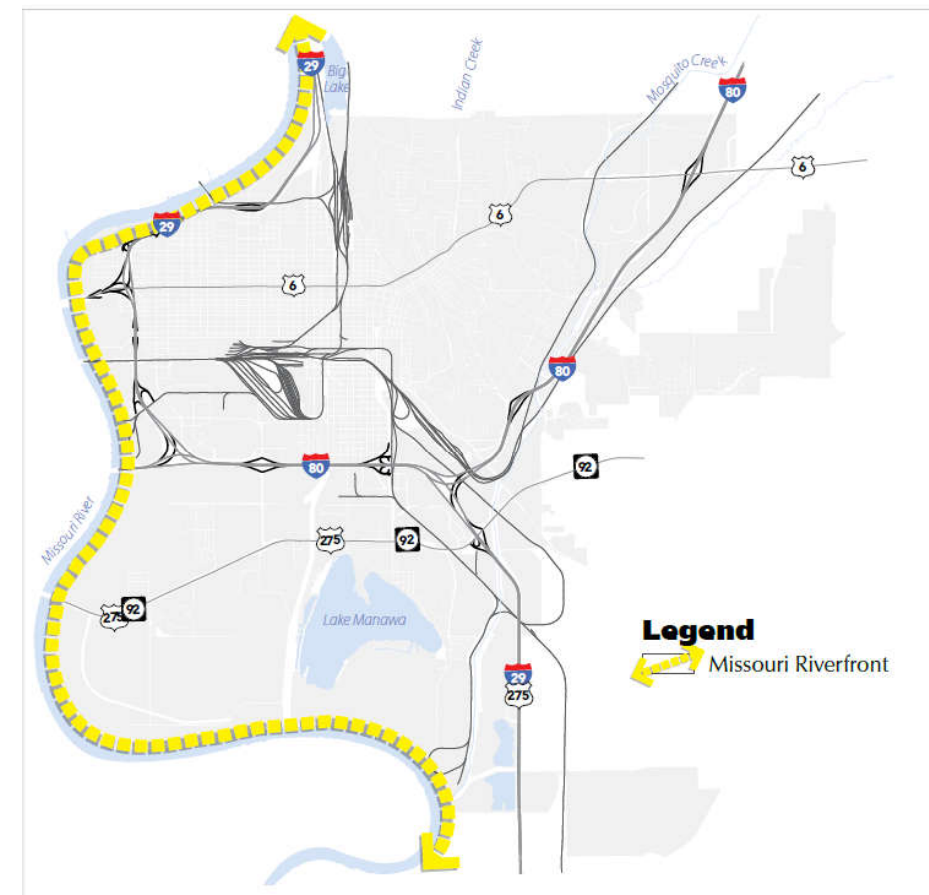 29
Big
Lake
Indian Creek
Mosquito Creek
80
6
6
29
6
80
80
92
Missouri River
275
92
275
92
Lake Manawa
Legend
Missouri Riverfront
29
275